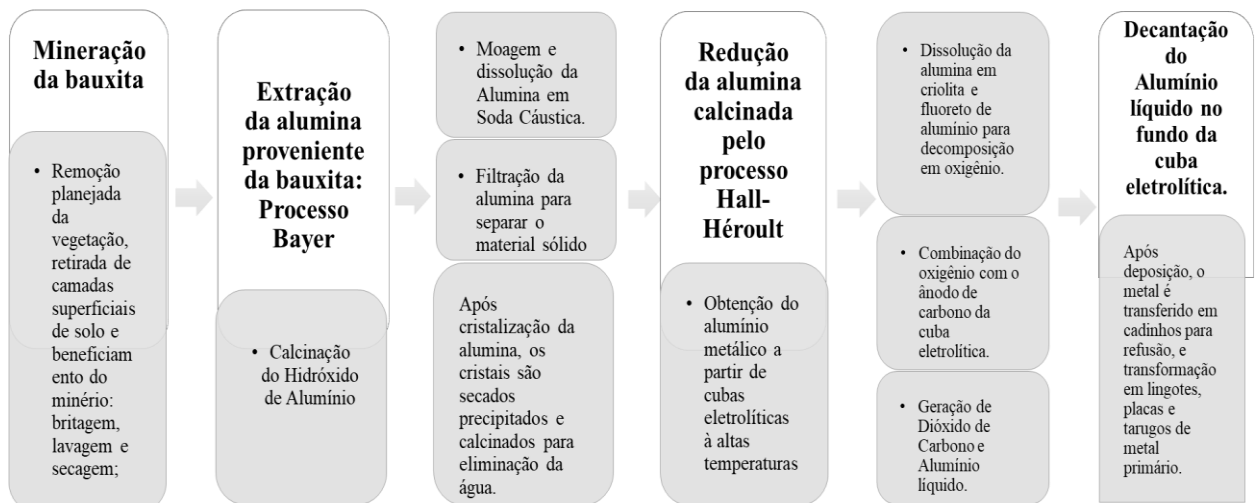 Mineração
da bauxita
• Remoção
planejada
da
vegetação,
retirada de
camadas
superficiais
de solo e
beneficiam
ento do
minério:
britagem,
lavagem e
secagem;
Extração
da alumina
proveniente
da bauxita:
Processo
Bayer
• Calcinação
do Hidróxido
de Alumínio
• Moagem e
dissolução da
Alumina em
Soda Cáustica.
• Filtração da
alumina para
separar o
material sólido
Após
cristalização da
alumina, os
cristais são
secados
precipitados e
calcinados para
eliminação da
água.
Redução
da alumina
calcinada
pelo
processo
Hall-
Héroult
• Obtenção do
alumínio
metálico a
partir de
cubas
eletrolíticas
à altas
temperaturas
• Dissolução da
alumina em
criolita e
fluoreto de
alumínio para
decomposição
em oxigênio.
• Combinação do
oxigênio com o
ânodo de
carbono da
cuba
eletrolítica.
• Geração de
Dióxido de
Carbono e
Alumínio
líquido.
Decantação
do
Alumínio
líquido no
fundo da
cuba
eletrolítica.
Após
deposição, o
metal é
transferido em
cadinhos para
refusão, e
transformação
em lingotes,
placas e
tarugos de
metal
primário.